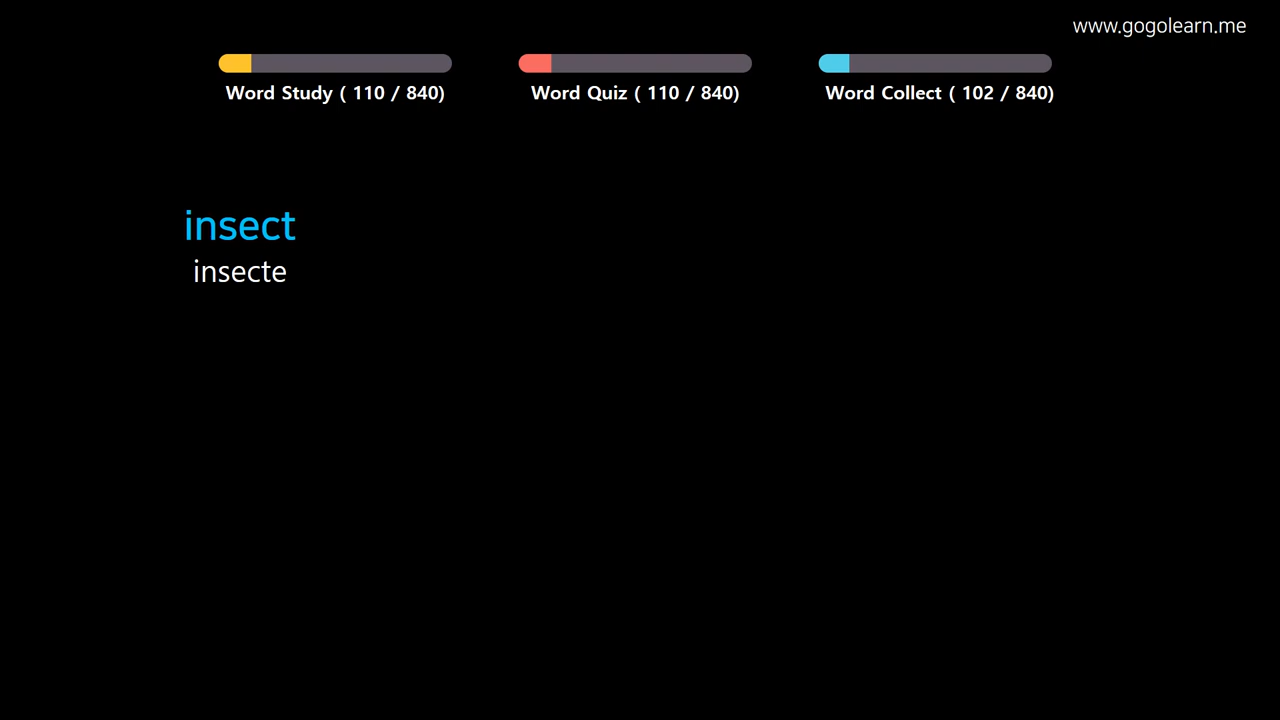 www.gogolearn.me
Word Study ( 110 / 840)
Word Quiz ( 110 / 840)
Word Collect ( 102 / 840)
insect
insecte